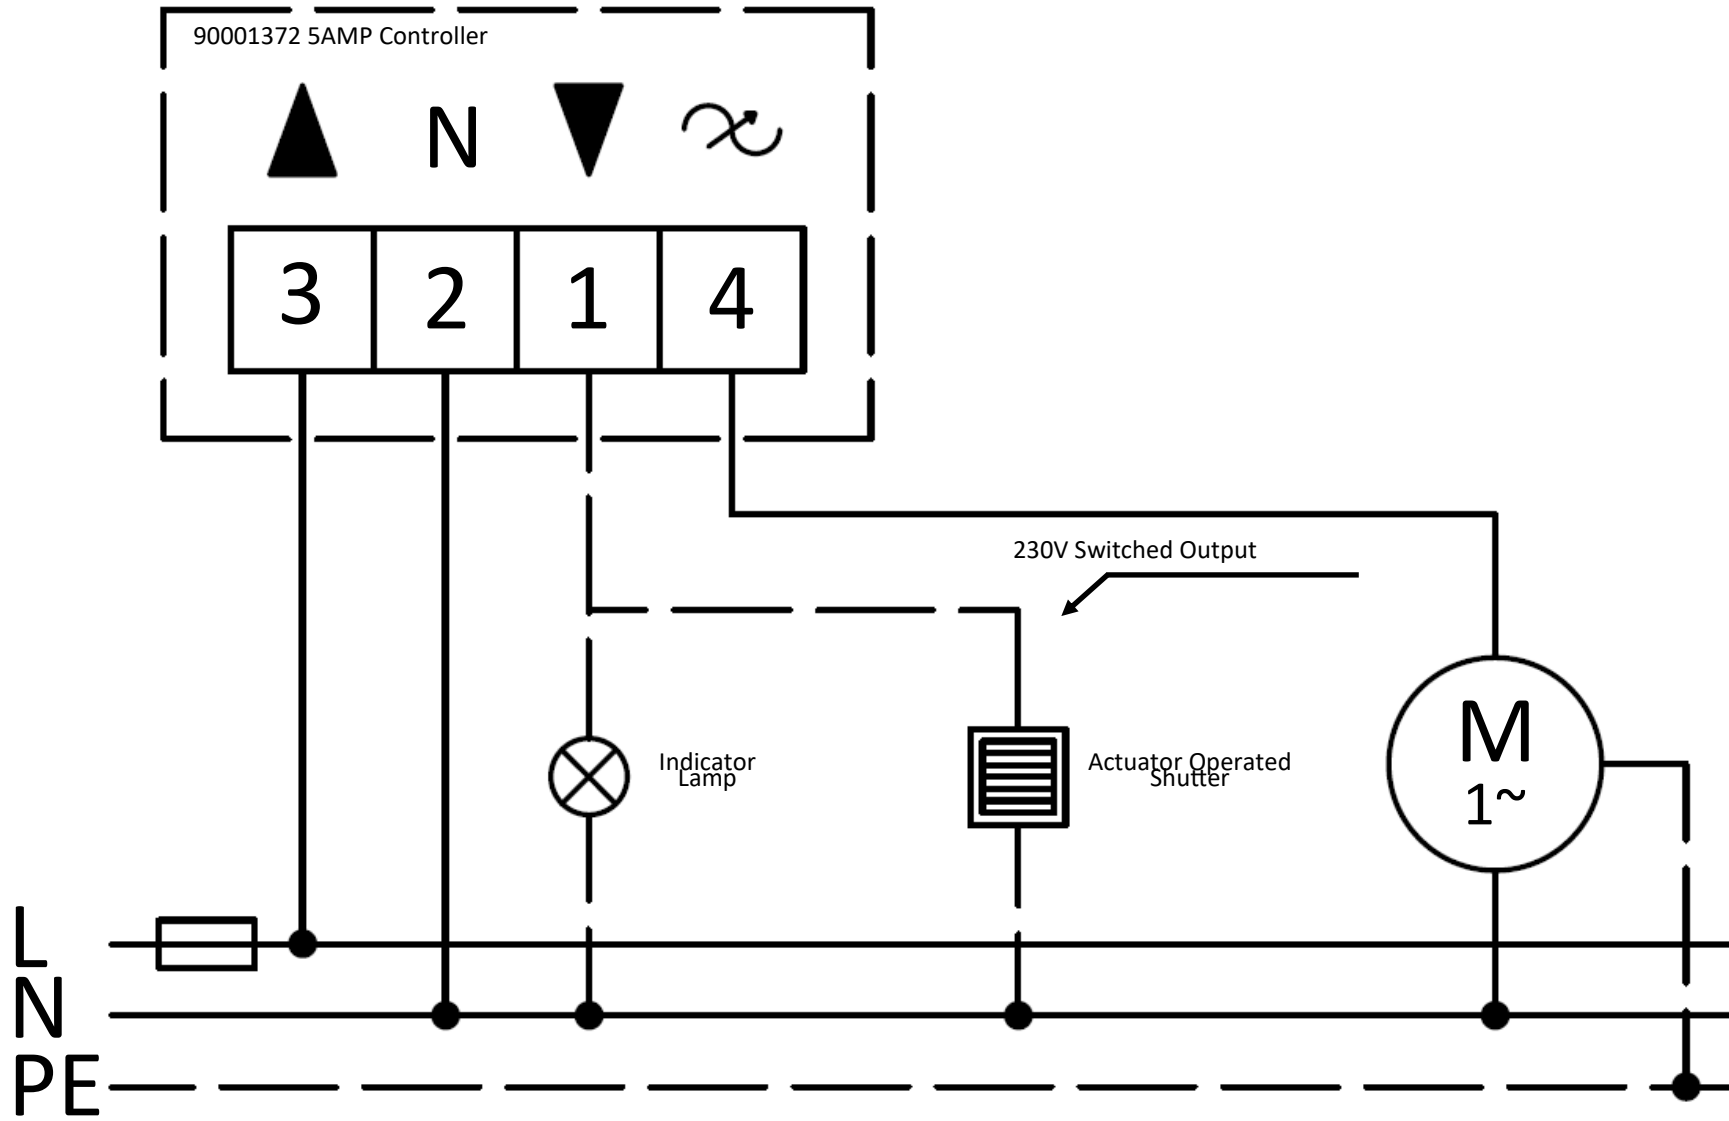 90001372 5AMP Controller
N
3 2 1 4
230V Switched Output
M
1~
Indicator
Lamp
Actuator Operated
Shutter
L
N
PE